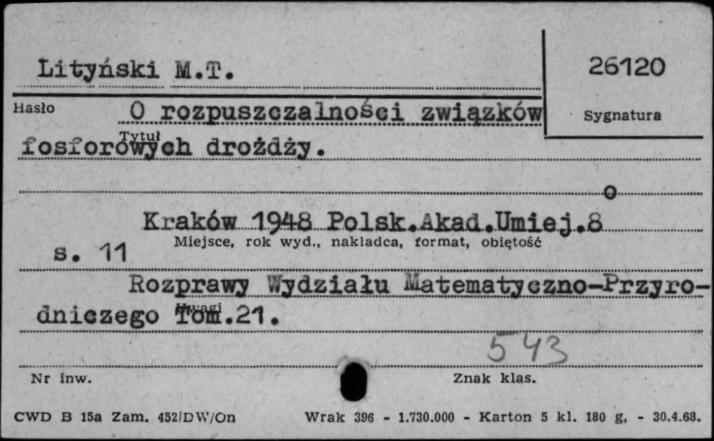 Lityński M.T.
26120
Hasło
O rozpuszczalności związków
Sygnatura
Tytuł
fosforowych drożdży.
o
Kraków 1948 Polsk.Akad.Umiej.8
Miejsce, rok wyd., nakładca, format, objętość
s. 11
Rozprawy Wydziału Matematyczno-Przyro-
Uwagi
dniczego Tom.21.
543
Nr inw.
Znak klas.
CWD B 15a Zam. 452/DW/On
Wrak 396 - 1.730.000 - Karton 5 kl. 180 g, - 30.4.68.